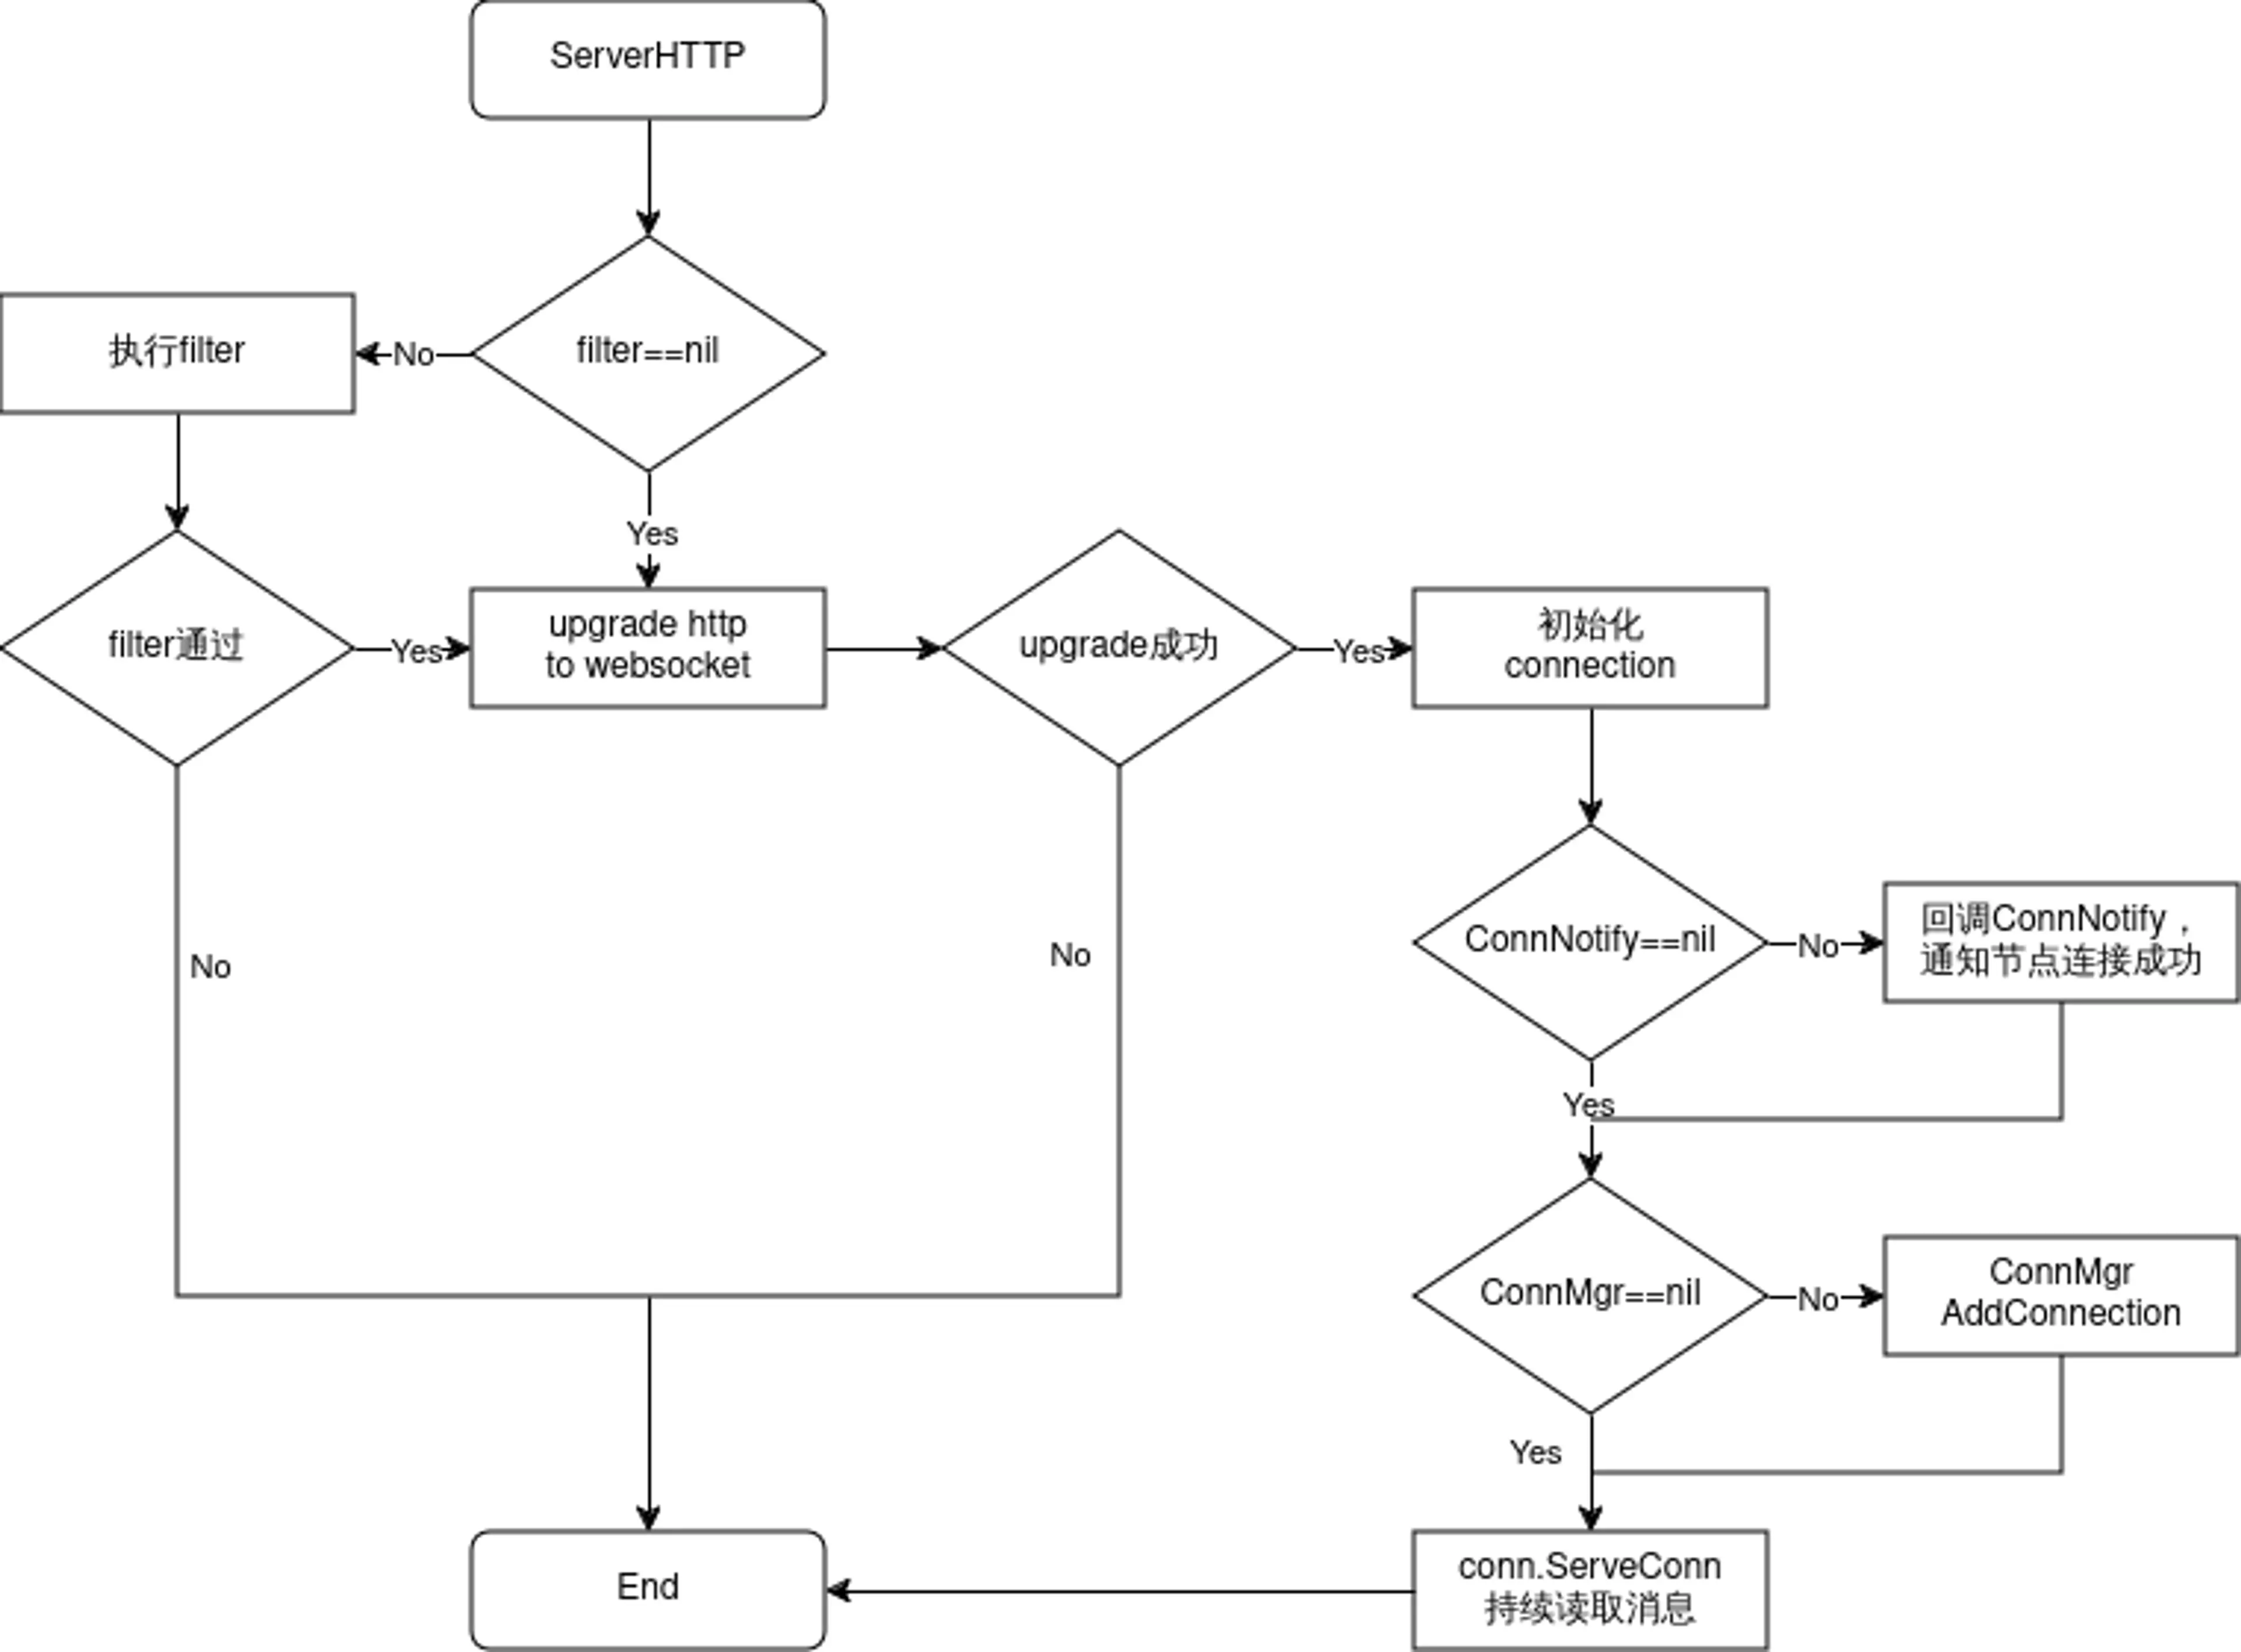 ServerHTTP
filter==nil
No
执行filter
Yes
filter通过
Yes
upgrade http
to websocket
upgrade成功
Yes
初始化
connection
No
No
ConnNotify==nil
No
回调ConnNotify，
通知节点连接成功
Yes
ConnMgr==nil
No
ConnMgr
AddConnection
Yes
conn.ServeConn
持续读取消息
End